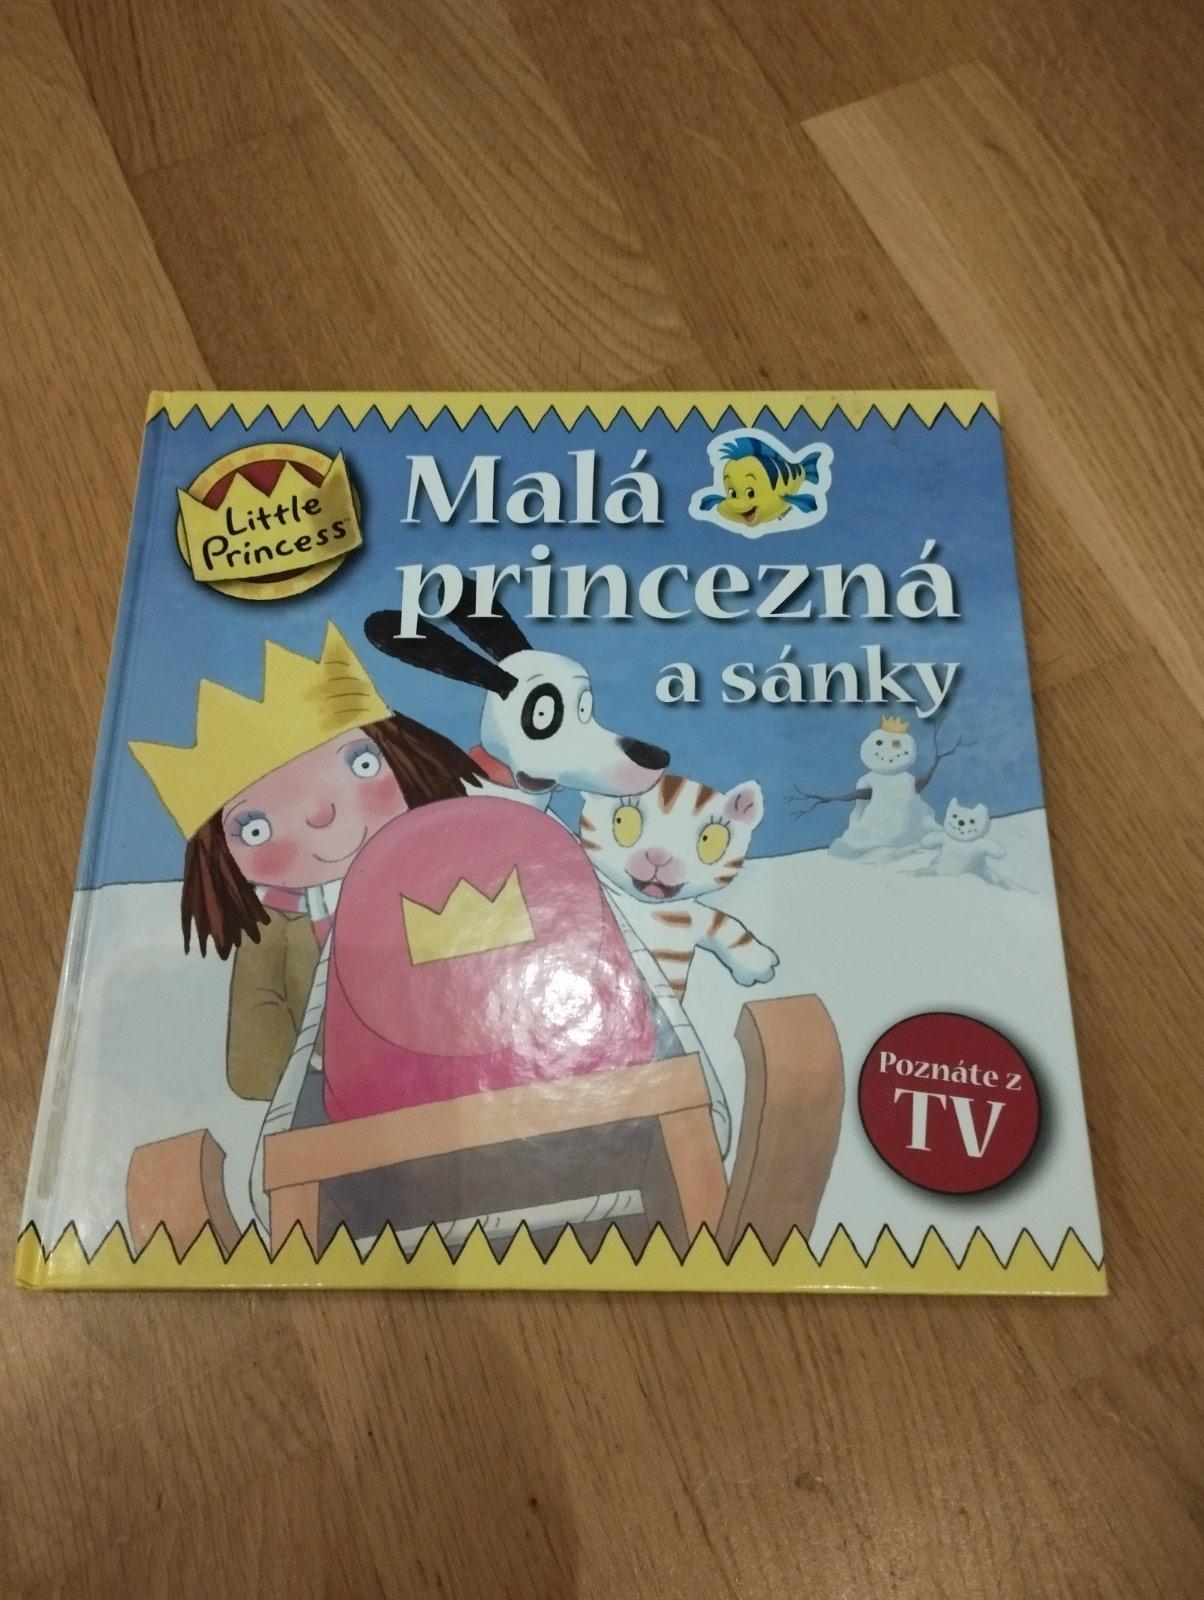 Little
Princess
Malá
princezná
a sánky
Poznáte z
TV